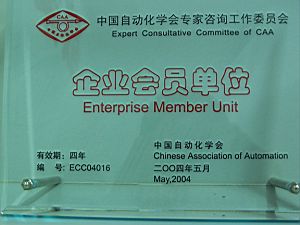 CAA
中国自动化学会专家咨询工作委员会
Expert Consultative Committee of CAA
企业会员单位
Enterprise Member Unit
有效期：四年
编 号：ECC04016
中国自动化学会
Chinese Association of Automation
二〇〇四年五月
May,2004